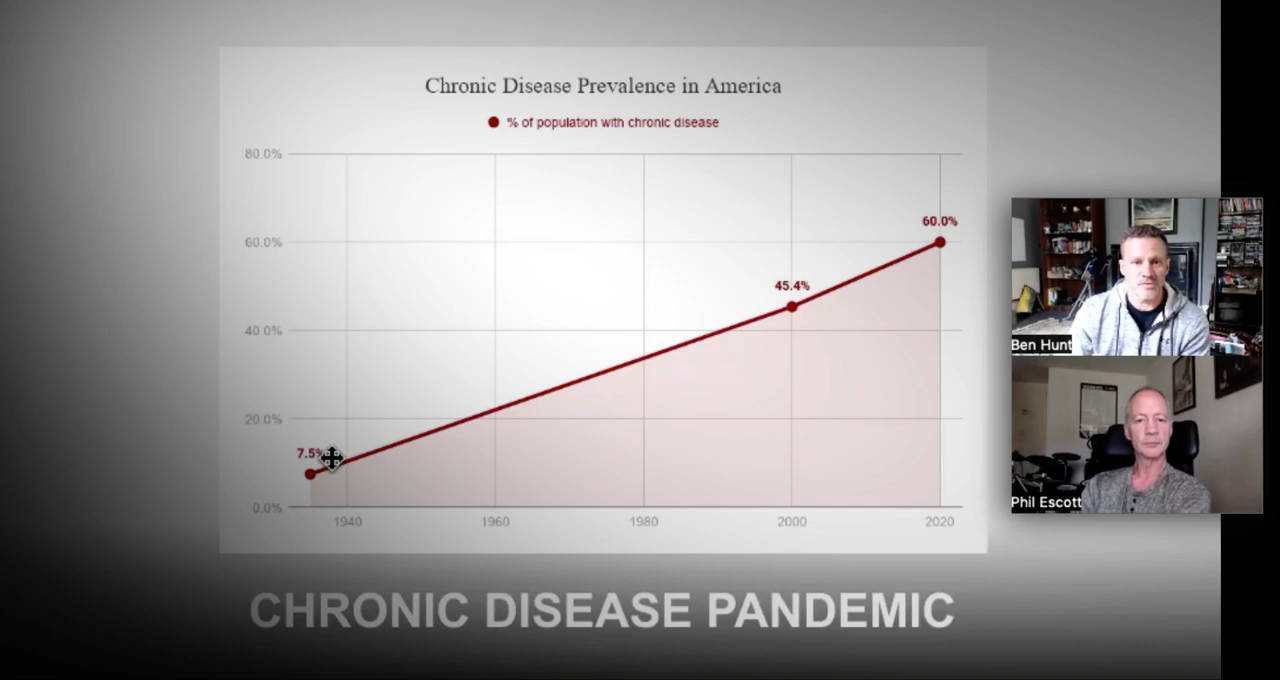 Chronic Disease Prevalence in America
% of population with chronic disease
80.0%
60.0%
40.0%
20.0%
0.0%
7.5%
45.4%
60.0%
1940
1960
1980
2000
2020
CHRONIC DISEASE PANDEMIC
Ben Hunt
Phil Escott